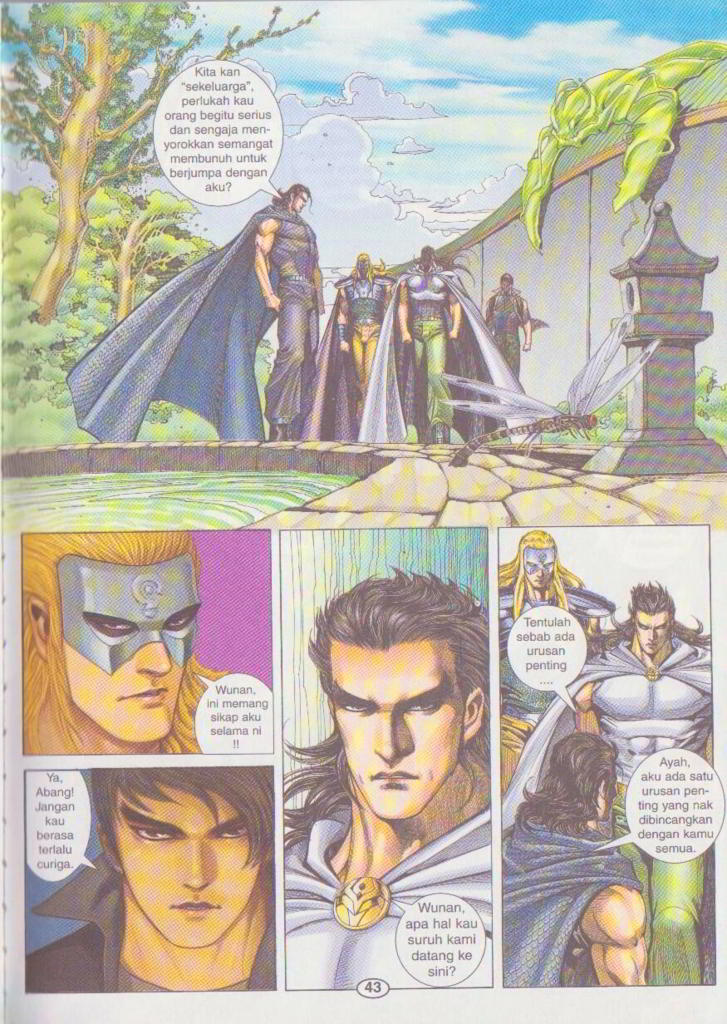 Kita kan
"sekeluarga",
perlukah kau
orang begitu serius
dan sengaja men-
yorokkan semangat
membunuh untuk
berjumpa dengan
aku?
Wunan,
ini memang
sikap aku
selama ni
!!
Ya,
Abang!
Jangan
kau
berasa
terlalu
curiga.
Wunan,
apa hal kau
suruh kami
datang ke
sini?
Tentulah
sebab ada
urusan
penting
....
Ayah,
aku ada satu
urusan pen-
ting yang nak
dibincangkan
dengan kamu
semua.
43